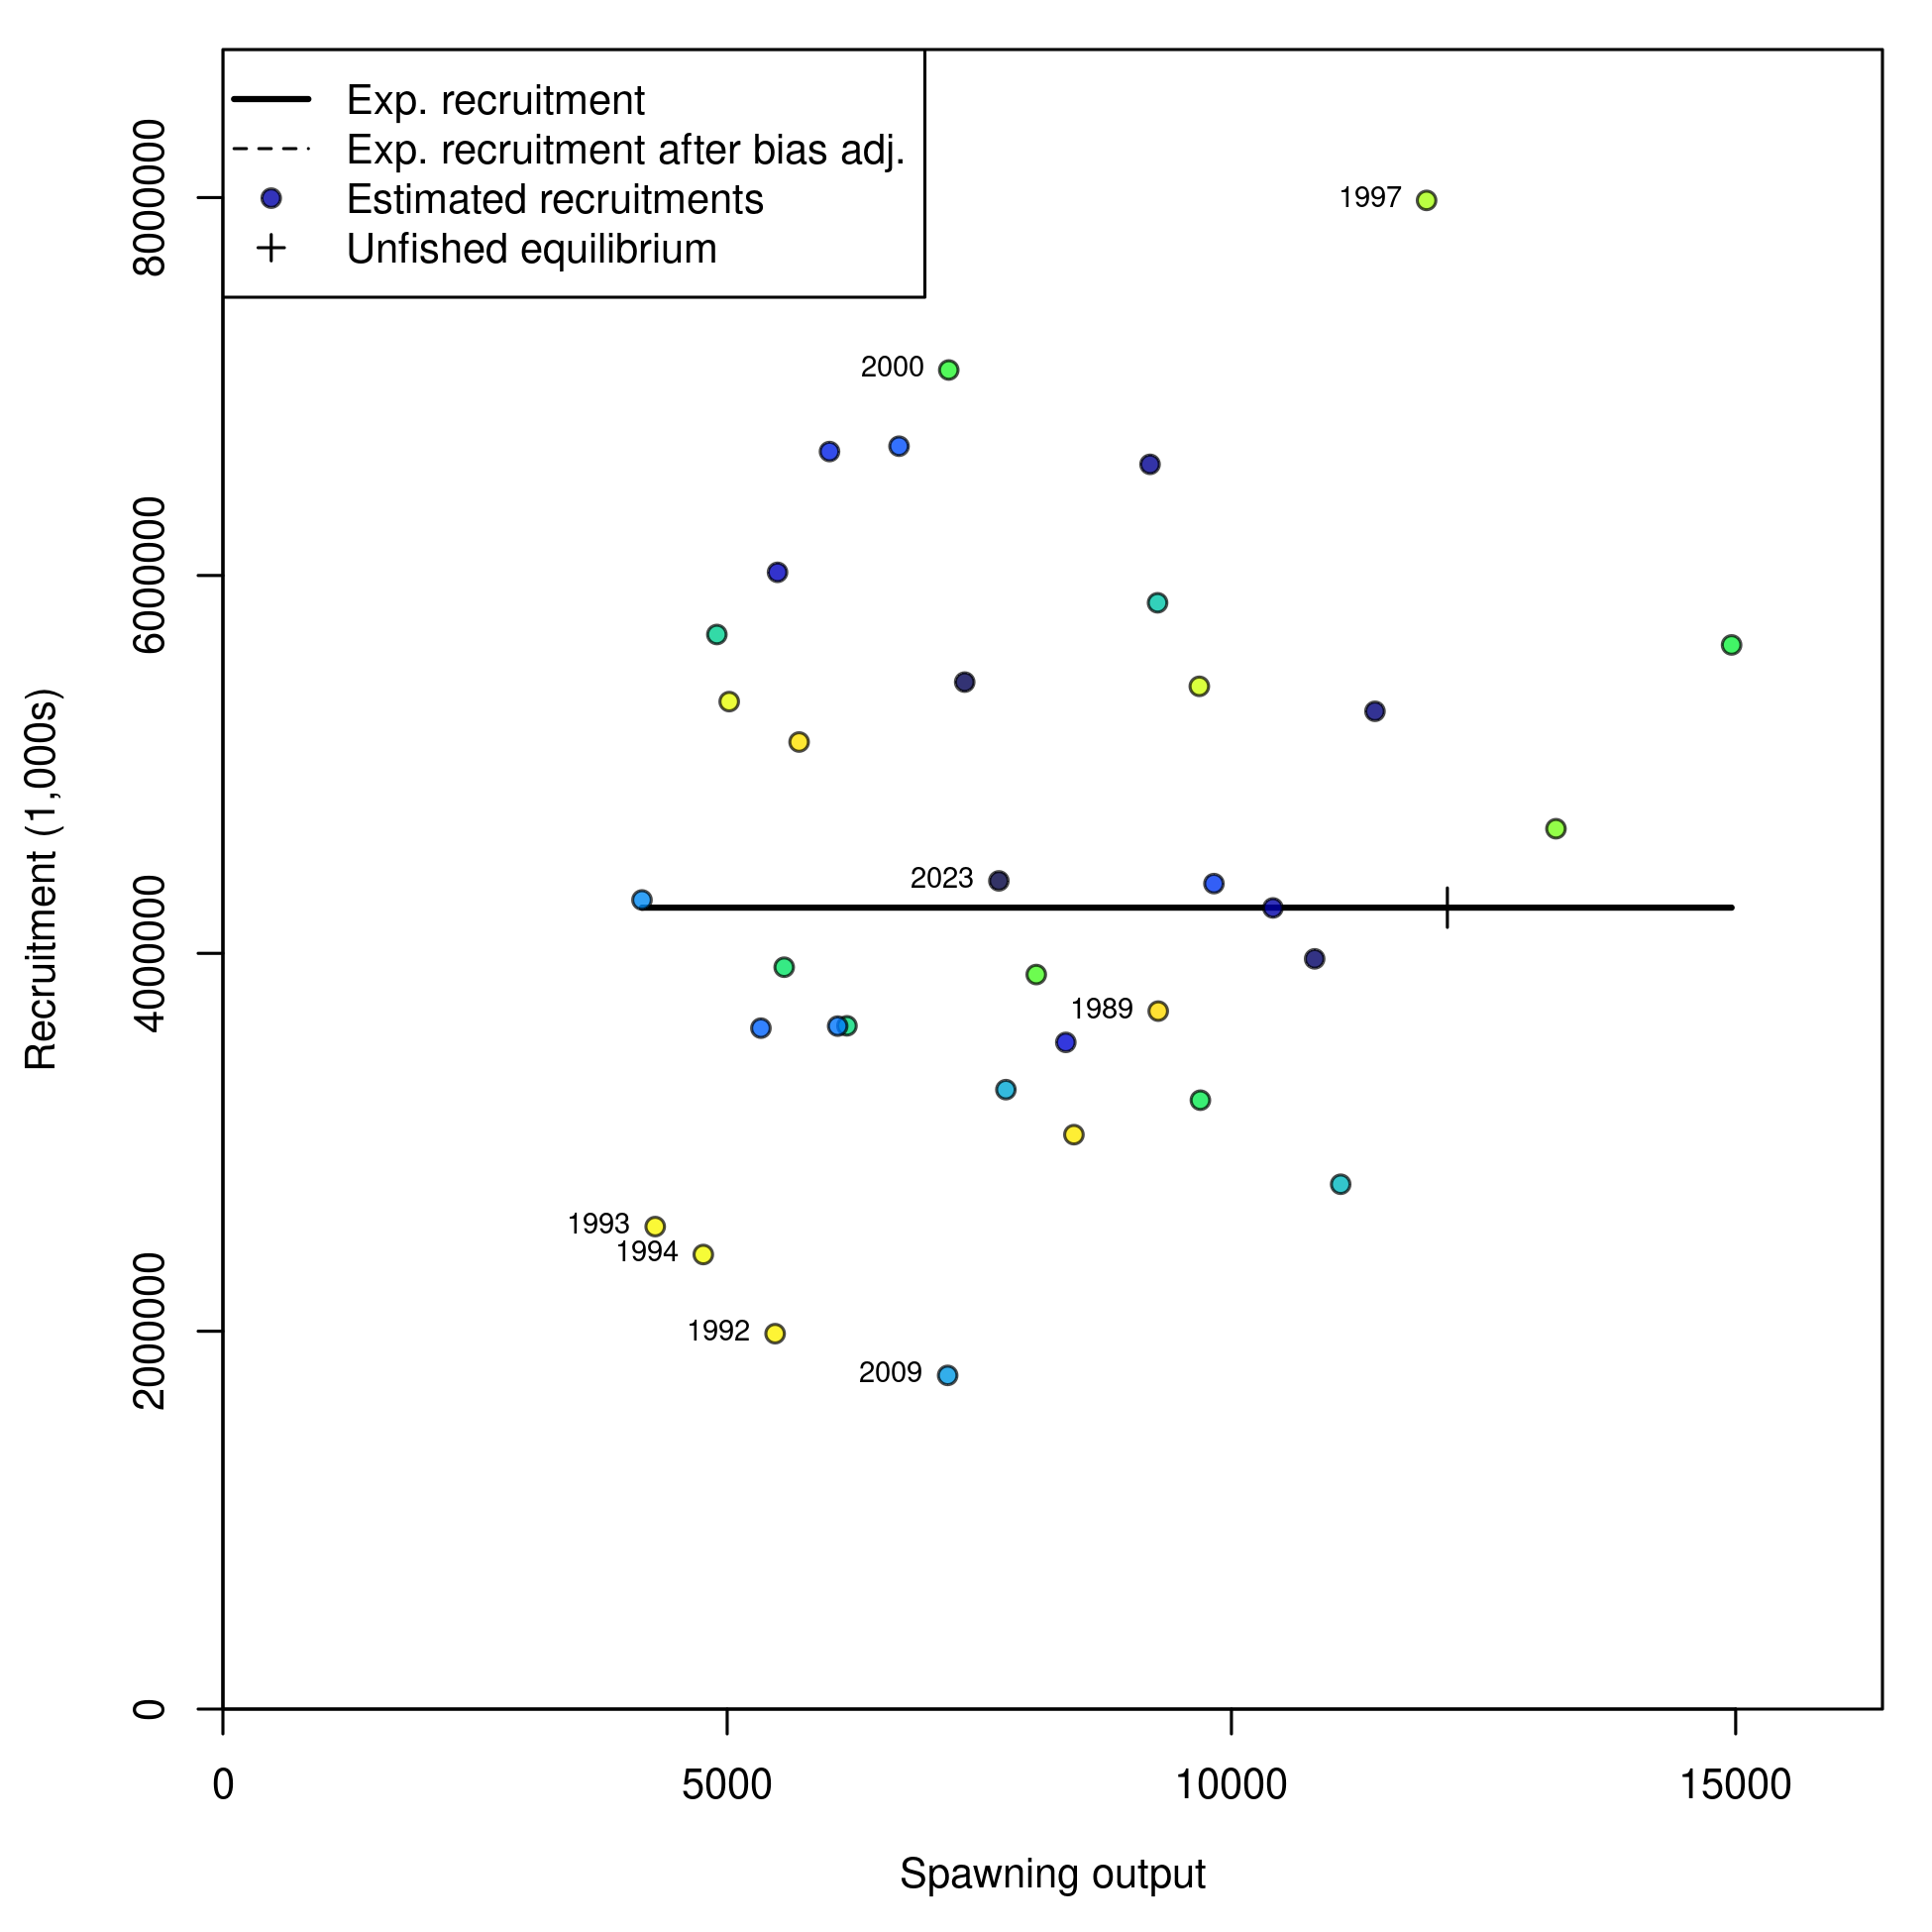 Exp. recruitment
Exp. recruitment after bias adj.
Estimated recruitments
Unfished equilibrium
1997
2000
2023
1989
1993
1994
1992
2009
8000000
6000000
4000000
2000000
0
Recruitment (1,000s)
0 5000 10000 15000
Spawning output